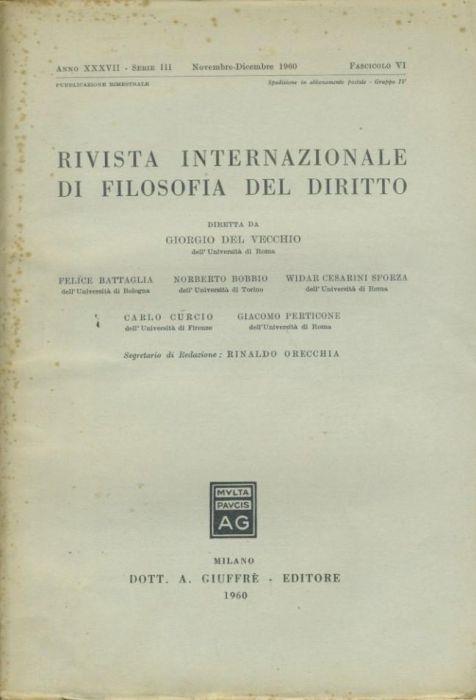 ANNO XXXVII - SERIE III Novembre-Dicembre 1960 FASCICOLO VI
PUBBLICAZIONE BIMESTRALE Spedizione in abbonamento postale - Gruppo IV
RIVISTA INTERNAZIONALE
DI FILOSOFIA DEL DIRITTO
DIRETTA DA
GIORGIO DEL VECCHIO
dell'Università di Roma
FELICE BATTAGLIA NORBERTO BOBBIO WIDAR CESARINI SFORZA
dell'Università di Bologna dell'Università di Torino dell'Università di Roma
CARLO CURCIO GIACOMO PERTICONE
dell'Università di Firenze dell'Università di Roma
Segretario di Redazione: RINALDO ORECCHIA
MVLTA
PAVCIS
AG
MILANO
DOTT. A. GIUFFRÈ - EDITORE
1960